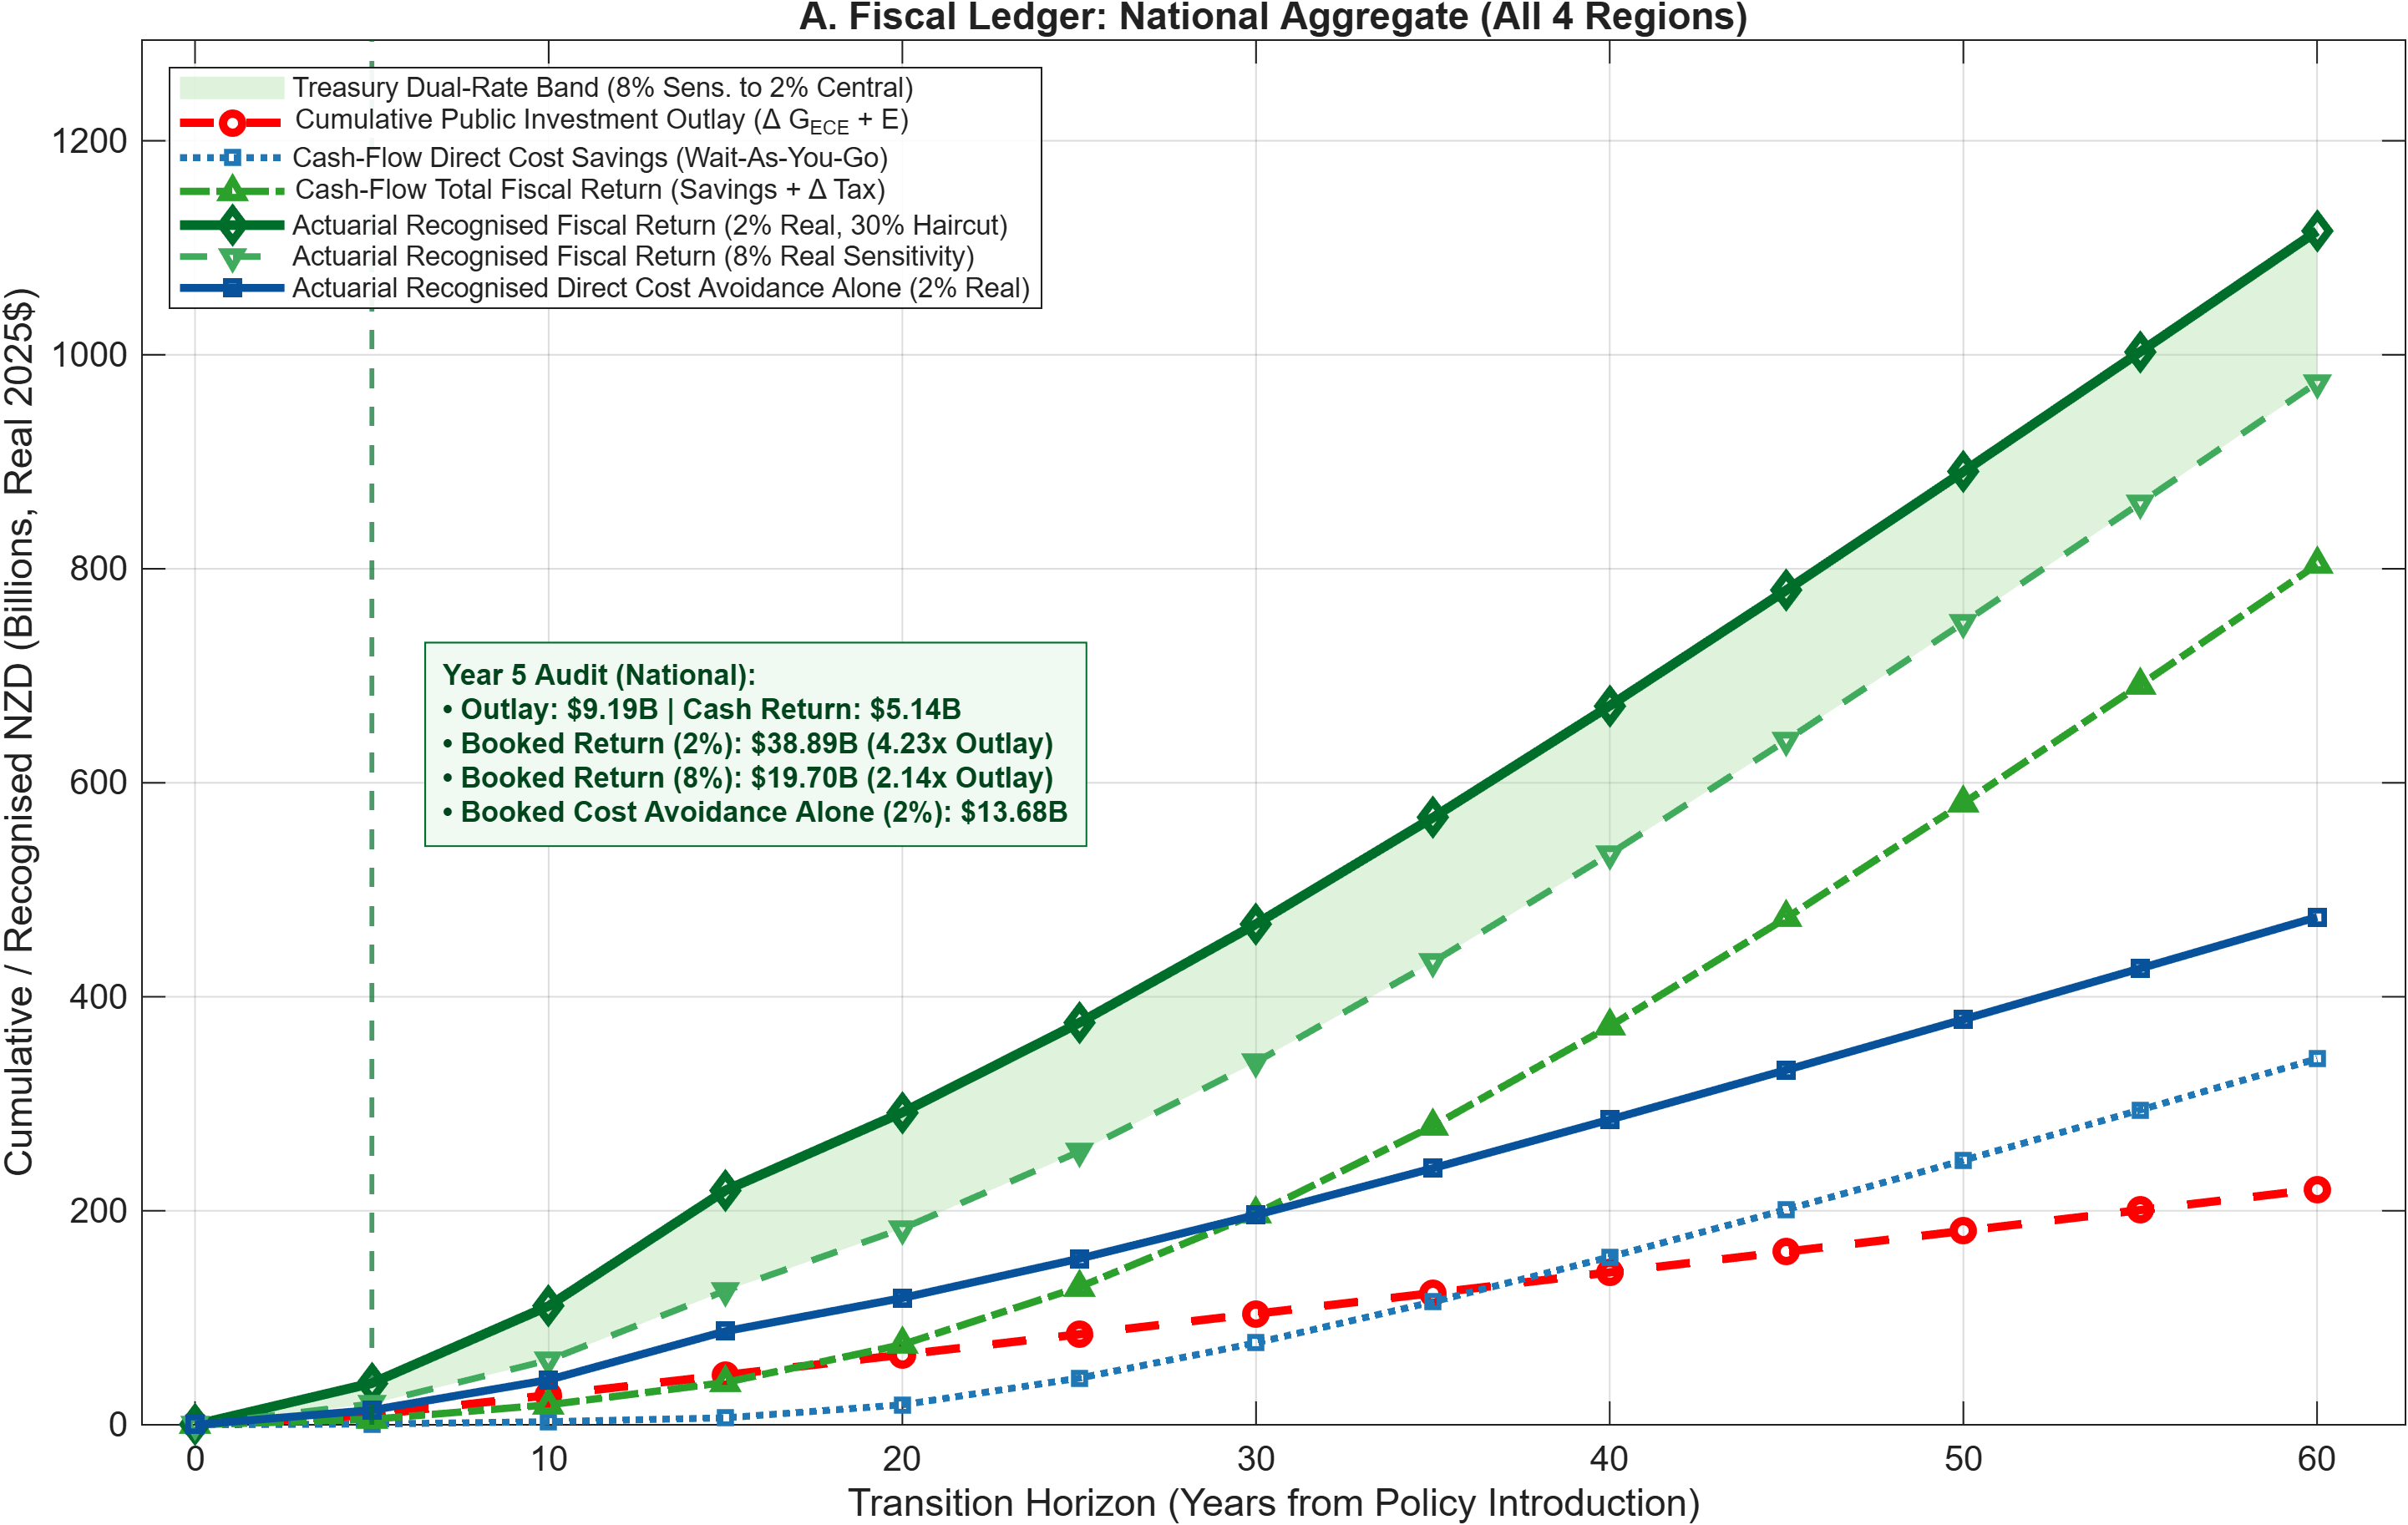 A. Fiscal Ledger: National Aggregate (All 4 Regions)
Treasury Dual-Rate Band (8% Sens. to 2% Central)
Cumulative Public Investment Outlay (Δ G_ECE + E)
Cash-Flow Direct Cost Savings (Wait-As-You-Go)
Cash-Flow Total Fiscal Return (Savings + Δ Tax)
Actuarial Recognised Fiscal Return (2% Real, 30% Haircut)
Actuarial Recognised Fiscal Return (8% Real Sensitivity)
Actuarial Recognised Direct Cost Avoidance Alone (2% Real)
Cumulative / Recognised NZD (Billions, Real 2025$)
1200
1000
800
600
400
200
0
Year 5 Audit (National):
• Outlay: $9.19B | Cash Return: $5.14B
• Booked Return (2%): $38.89B (4.23x Outlay)
• Booked Return (8%): $19.70B (2.14x Outlay)
• Booked Cost Avoidance Alone (2%): $13.68B
0 10 20 30 40 50 60
Transition Horizon (Years from Policy Introduction)